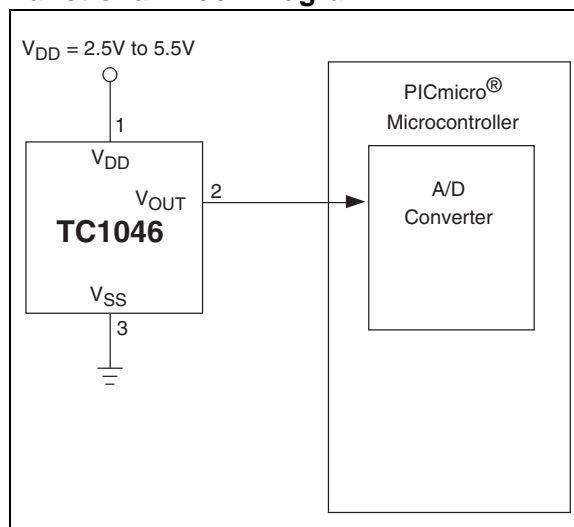 V_DD = 2.5V to 5.5V
1
V_DD
V_OUT
2
TC1046
V_SS
3
PICmicro®
Microcontroller
A/D
Converter